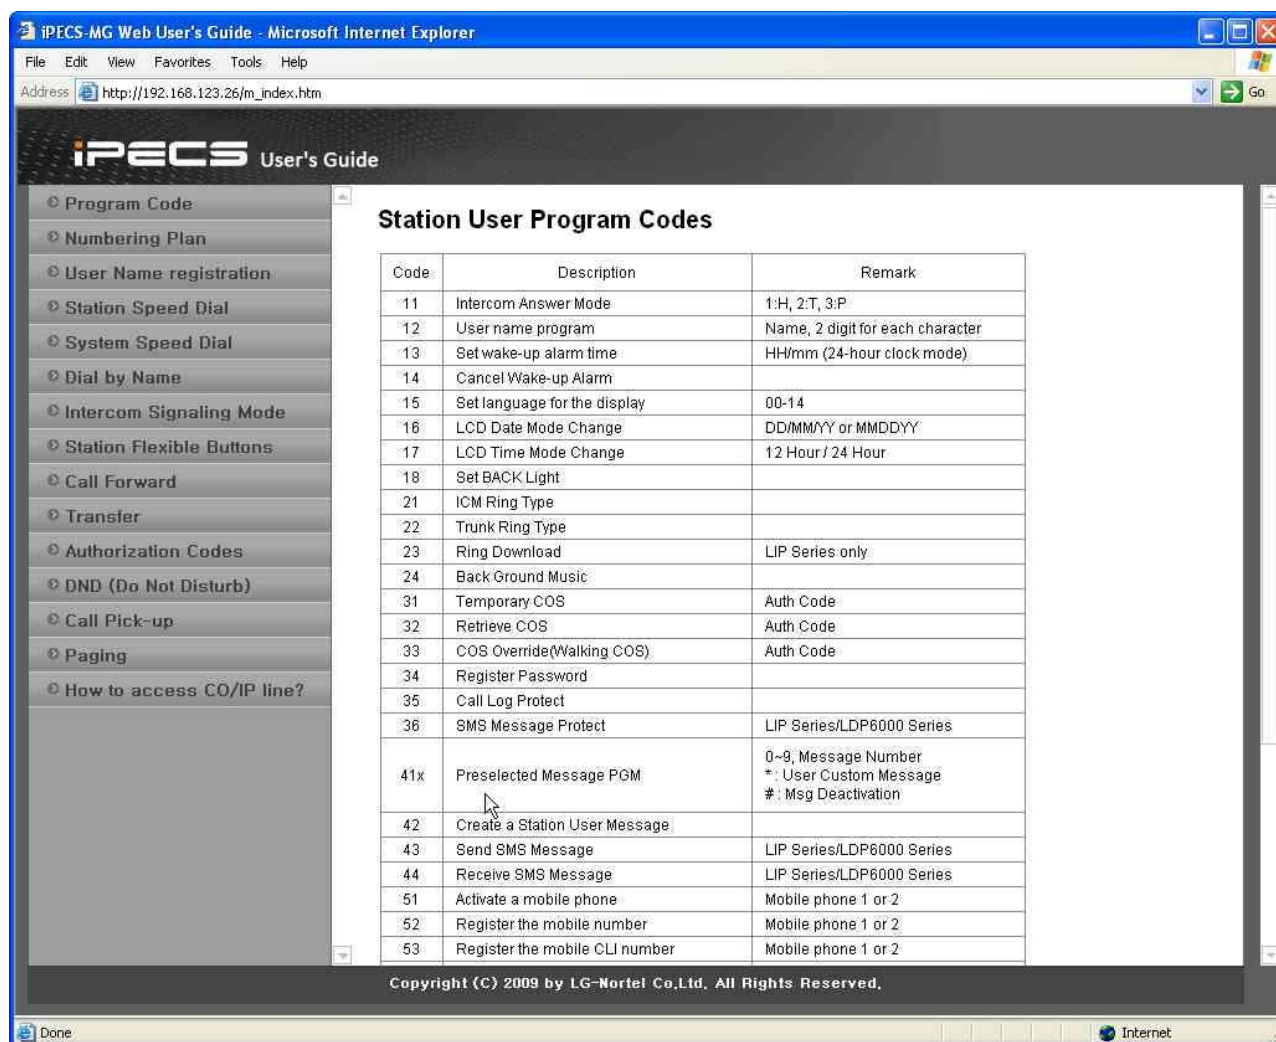 iPECS-MG Web User's Guide - Microsoft Internet Explorer
File Edit View Favorites Tools Help
Address http://192.168.123.26/m_index.htm Go
iPECS User's Guide
Program Code
Numbering Plan
User Name registration
Station Speed Dial
System Speed Dial
Dial by Name
Intercom Signaling Mode
Station Flexible Buttons
Call Forward
Transfer
Authorization Codes
DND (Do Not Disturb)
Call Pick-up
Paging
How to access CO/IP line?
Station User Program Codes
Code Description Remark
11 Intercom Answer Mode 1:H, 2:T, 3:P
12 User name program Name, 2 digit for each character
13 Set wake-up alarm time HH/mm (24-hour clock mode)
14 Cancel Wake-up Alarm
15 Set language for the display 00-14
16 LCD Date Mode Change DD/MM/YY or MMDDYY
17 LCD Time Mode Change 12 Hour / 24 Hour
18 Set BACK Light
21 ICM Ring Type
22 Trunk Ring Type
23 Ring Download LIP Series only
24 Back Ground Music
31 Temporary COS Auth Code
32 Retrieve COS Auth Code
33 COS Override(Walking COS) Auth Code
34 Register Password
35 Call Log Protect
36 SMS Message Protect LIP Series/LDP6000 Series
41x Preselected Message PGM 0~9, Message Number
* : User Custom Message
# : Msg Deactivation
42 Create a Station User Message
43 Send SMS Message LIP Series/LDP6000 Series
44 Receive SMS Message LIP Series/LDP6000 Series
51 Activate a mobile phone Mobile phone 1 or 2
52 Register the mobile number Mobile phone 1 or 2
53 Register the mobile CLI number Mobile phone 1 or 2
Copyright (C) 2009 by LG-Nortel Co,Ltd, All Rights Reserved,
Done Internet